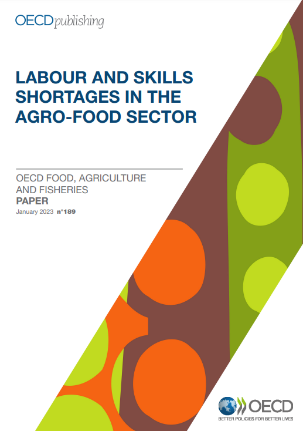 OECDpublishing
LABOUR AND SKILLS
SHORTAGES IN THE
AGRO-FOOD SECTOR
OECD FOOD, AGRICULTURE
AND FISHERIES
PAPER
January 2023 n°189
OECD
BETTER POLICIES FOR BETTER LIVES